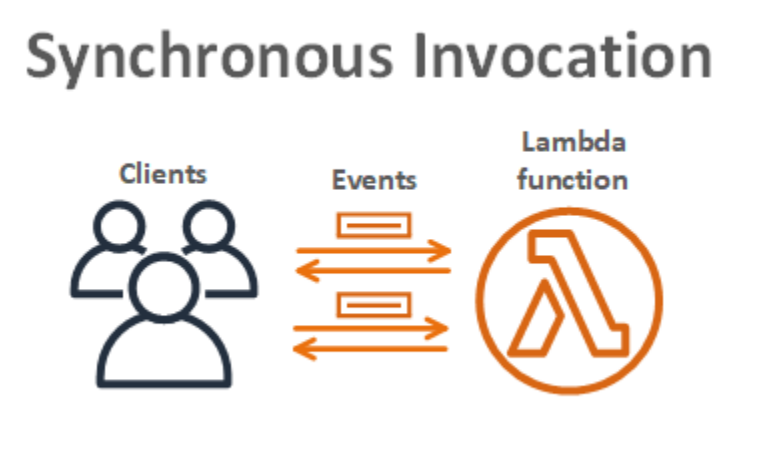 Synchronous Invocation
Clients
Events
Lambda
function